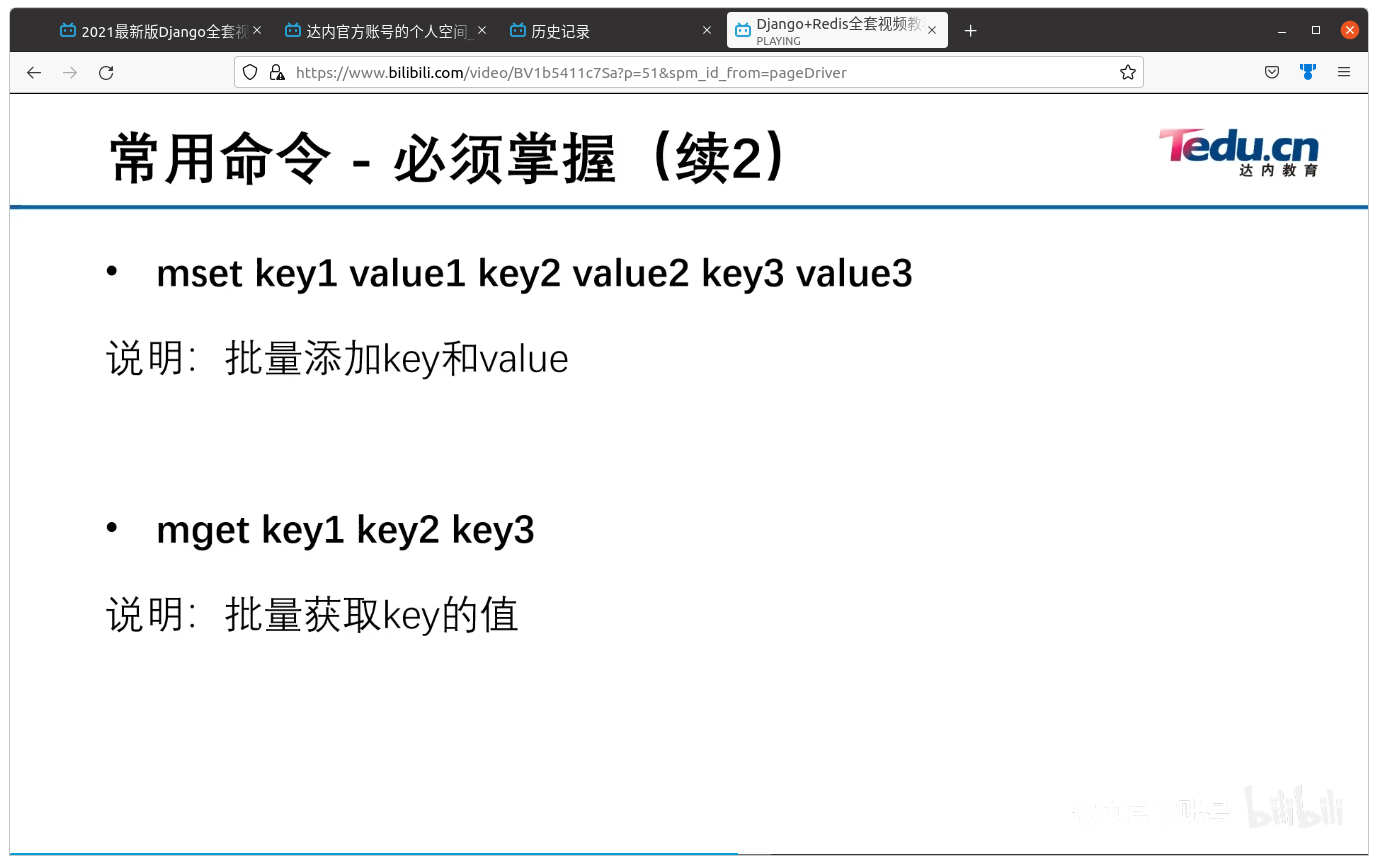 2021最新版Django全套视
达内官方账号的个人空间_
历史记录
Django+Redis全套视频教
PLAYING
https://www.bilibili.com/video/BV1b5411c7Sa?p=51&spm_id_from=pageDriver
常用命令 - 必须掌握（续2）
Tedu.cn
达内教育
• mset key1 value1 key2 value2 key3 value3
说明：批量添加key和value
• mget key1 key2 key3
说明：批量获取key的值
达内官方账号 bilibili